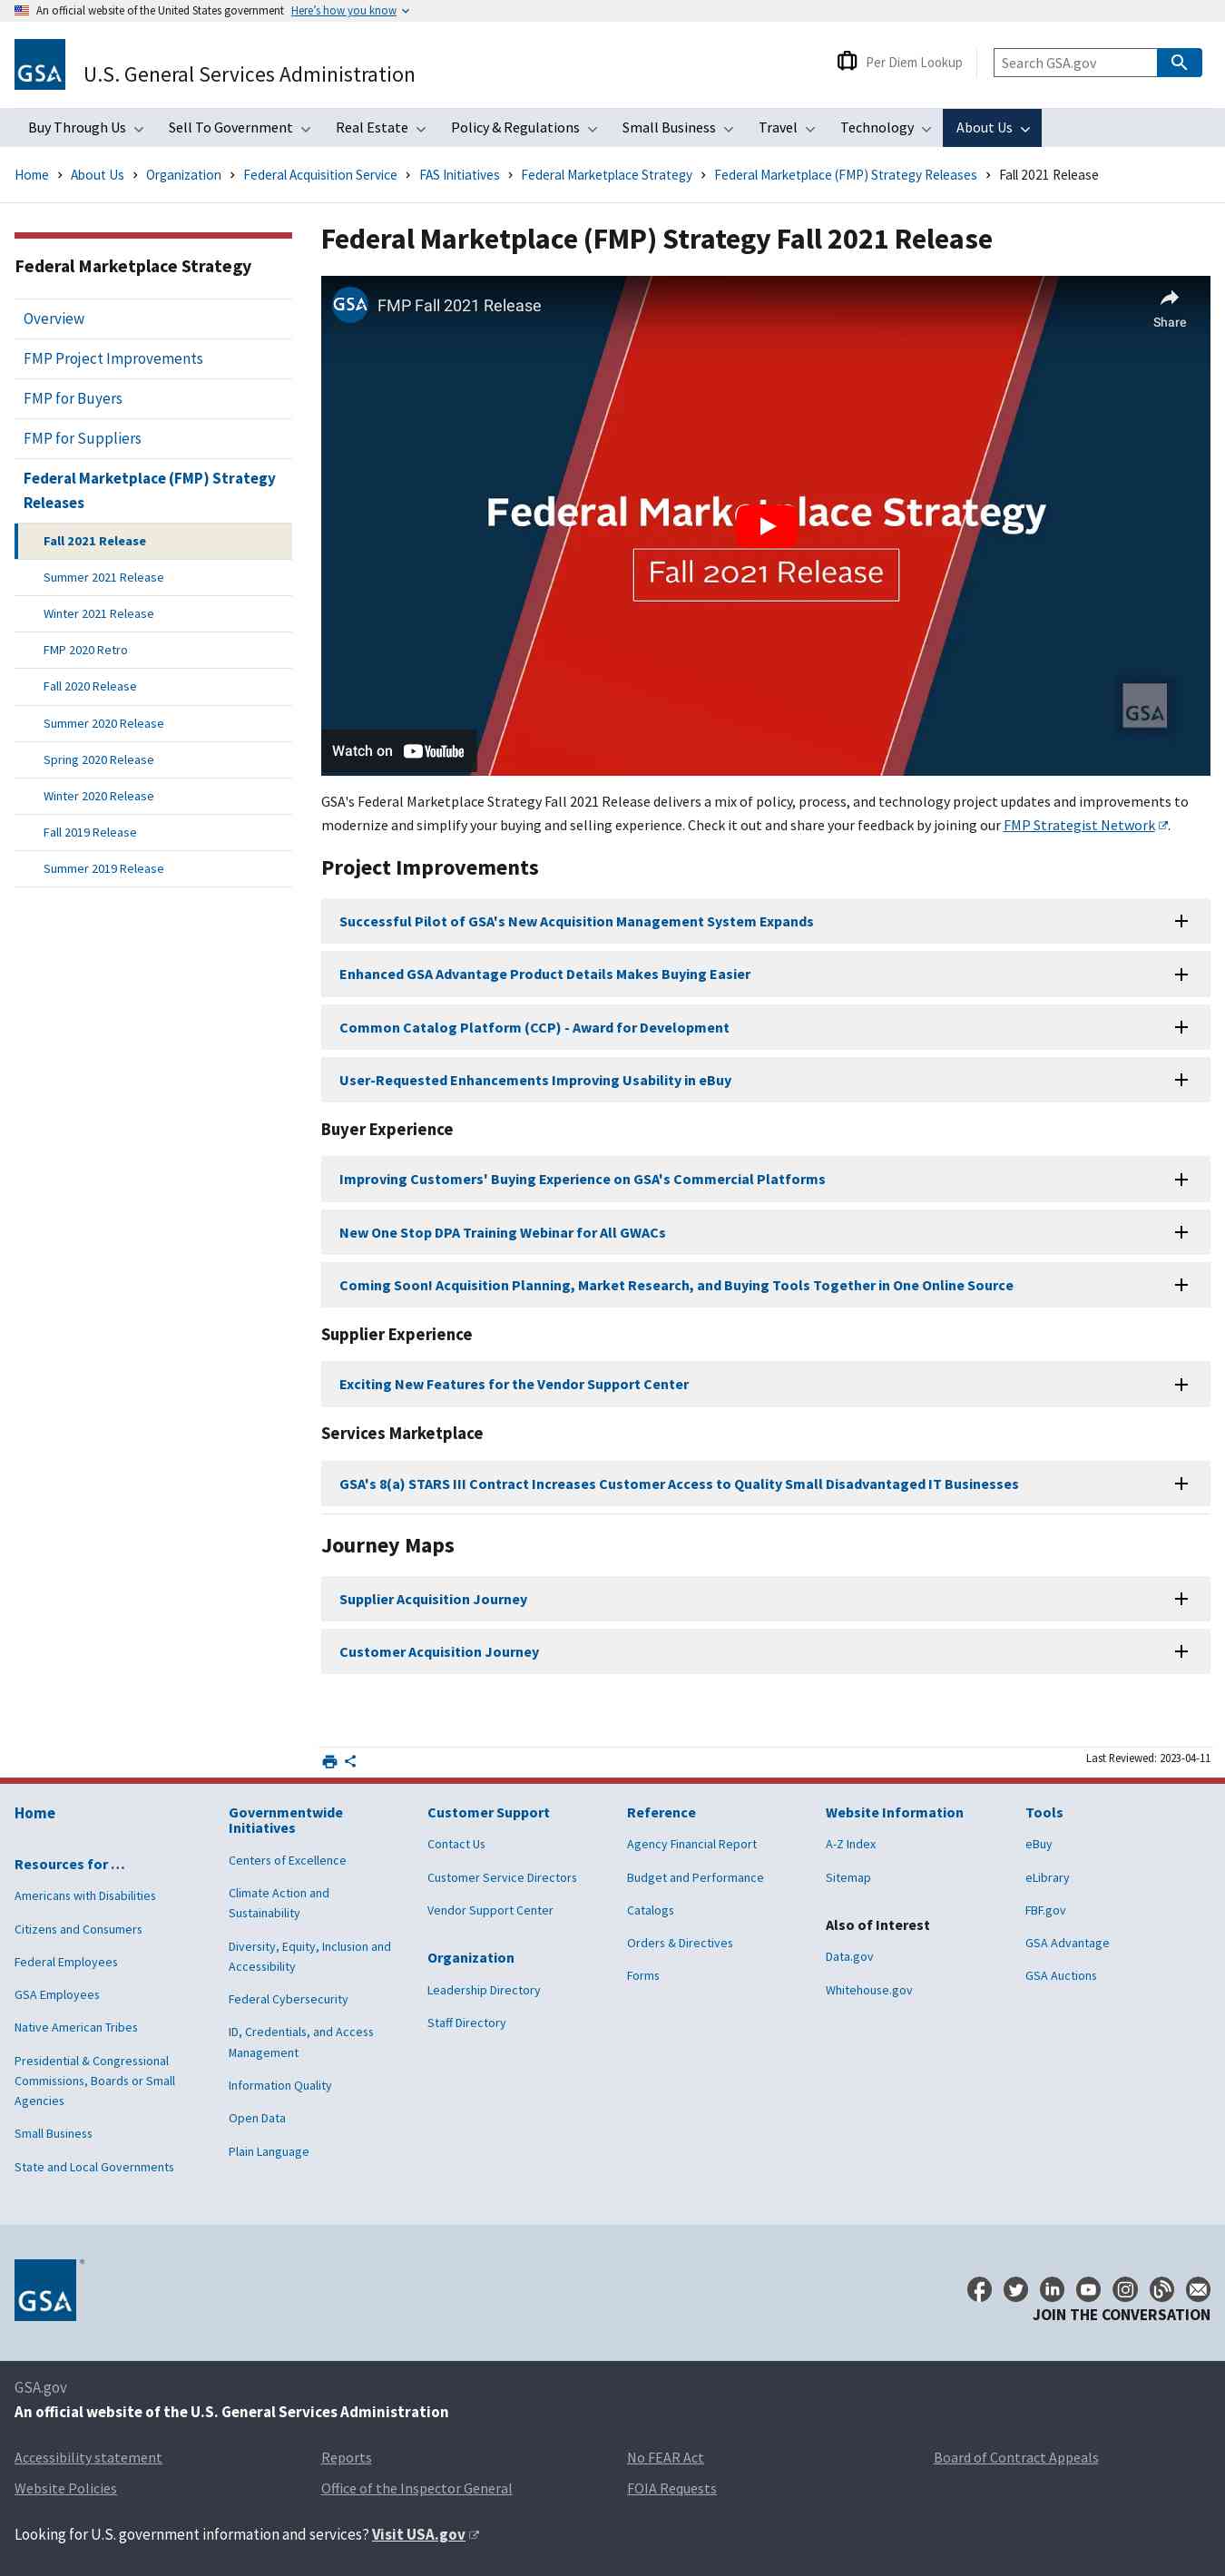 An official website of the United States government Here's how you know
GSA
U.S. General Services Administration
Per Diem Lookup
Search GSA.gov
Buy Through Us Sell To Government Real Estate Policy & Regulations Small Business Travel Technology About Us
Home > About Us > Organization > Federal Acquisition Service > FAS Initiatives > Federal Marketplace Strategy > Federal Marketplace (FMP) Strategy Releases > Fall 2021 Release
Federal Marketplace Strategy
Overview
FMP Project Improvements
FMP for Buyers
FMP for Suppliers
Federal Marketplace (FMP) Strategy
Releases
Fall 2021 Release
Summer 2021 Release
Winter 2021 Release
FMP 2020 Retro
Fall 2020 Release
Summer 2020 Release
Spring 2020 Release
Winter 2020 Release
Fall 2019 Release
Summer 2019 Release
Federal Marketplace (FMP) Strategy Fall 2021 Release
GSA FMP Fall 2021 Release
Share
Federal Marketplace Strategy
Fall 2021 Release
GSA
Watch on YouTube
GSA's Federal Marketplace Strategy Fall 2021 Release delivers a mix of policy, process, and technology project updates and improvements to
modernize and simplify your buying and selling experience. Check it out and share your feedback by joining our FMP Strategist Network.
Project Improvements
Successful Pilot of GSA's New Acquisition Management System Expands
Enhanced GSA Advantage Product Details Makes Buying Easier
Common Catalog Platform (CCP) - Award for Development
User-Requested Enhancements Improving Usability in eBuy
Buyer Experience
Improving Customers' Buying Experience on GSA's Commercial Platforms
New One Stop DPA Training Webinar for All GWACs
Coming Soon! Acquisition Planning, Market Research, and Buying Tools Together in One Online Source
Supplier Experience
Exciting New Features for the Vendor Support Center
Services Marketplace
GSA's 8(a) STARS III Contract Increases Customer Access to Quality Small Disadvantaged IT Businesses
Journey Maps
Supplier Acquisition Journey
Customer Acquisition Journey
Last Reviewed: 2023-04-11
Home
Resources for …
Americans with Disabilities
Citizens and Consumers
Federal Employees
GSA Employees
Native American Tribes
Presidential & Congressional
Commissions, Boards or Small
Agencies
Small Business
State and Local Governments
Governmentwide
Initiatives
Centers of Excellence
Climate Action and
Sustainability
Diversity, Equity, Inclusion and
Accessibility
Federal Cybersecurity
ID, Credentials, and Access
Management
Information Quality
Open Data
Plain Language
Customer Support
Contact Us
Customer Service Directors
Vendor Support Center
Organization
Leadership Directory
Staff Directory
Reference
Agency Financial Report
Budget and Performance
Catalogs
Orders & Directives
Forms
Website Information
A-Z Index
Sitemap
Also of Interest
Data.gov
Whitehouse.gov
Tools
eBuy
eLibrary
FBF.gov
GSA Advantage
GSA Auctions
GSA ®
JOIN THE CONVERSATION
GSA.gov
An official website of the U.S. General Services Administration
Accessibility statement
Reports
No FEAR Act
Board of Contract Appeals
Website Policies
Office of the Inspector General
FOIA Requests
Looking for U.S. government information and services? Visit USA.gov